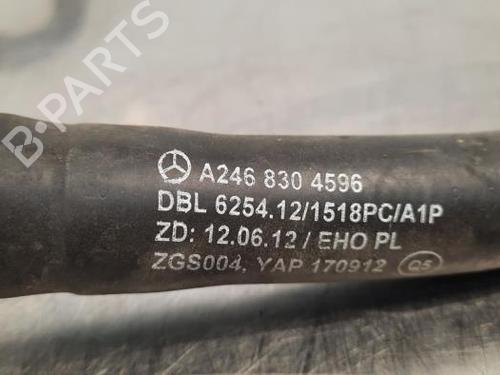 B-PARTS
A246 830 4596
DBL 6254.12/1518PC/A1P
ZD: 12.06.12 / EHO PL
ZGS004, YAP 170912 Q5